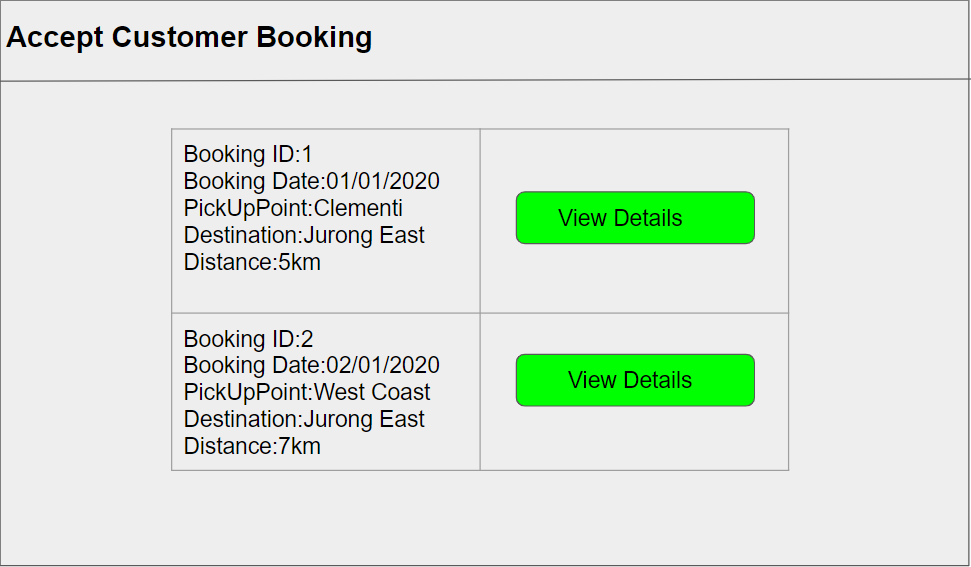 Accept Customer Booking
Booking ID:1
Booking Date:01/01/2020
PickUpPoint:Clementi
Destination:Jurong East
Distance:5km
View Details
Booking ID:2
Booking Date:02/01/2020
PickUpPoint:West Coast
Destination:Jurong East
Distance:7km
View Details